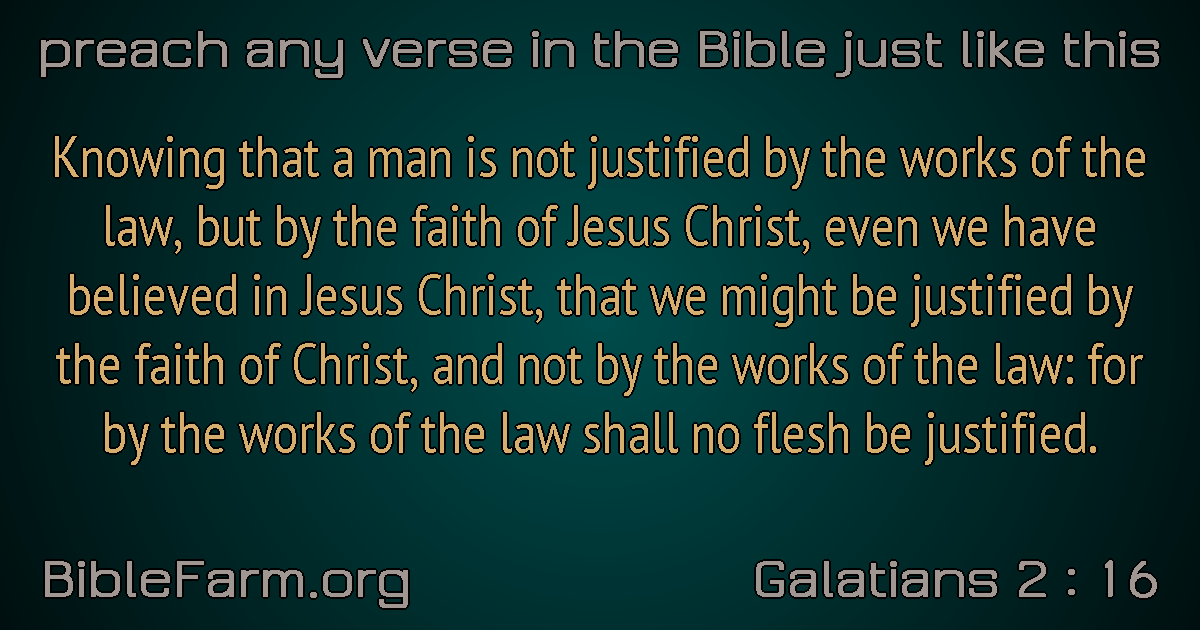 preach any verse in the Bible just like this
Knowing that a man is not justified by the works of the
law, but by the faith of Jesus Christ, even we have
believed in Jesus Christ, that we might be justified by
the faith of Christ, and not by the works of the law: for
by the works of the law shall no flesh be justified.
BibleFarm.org
Galatians 2 : 16